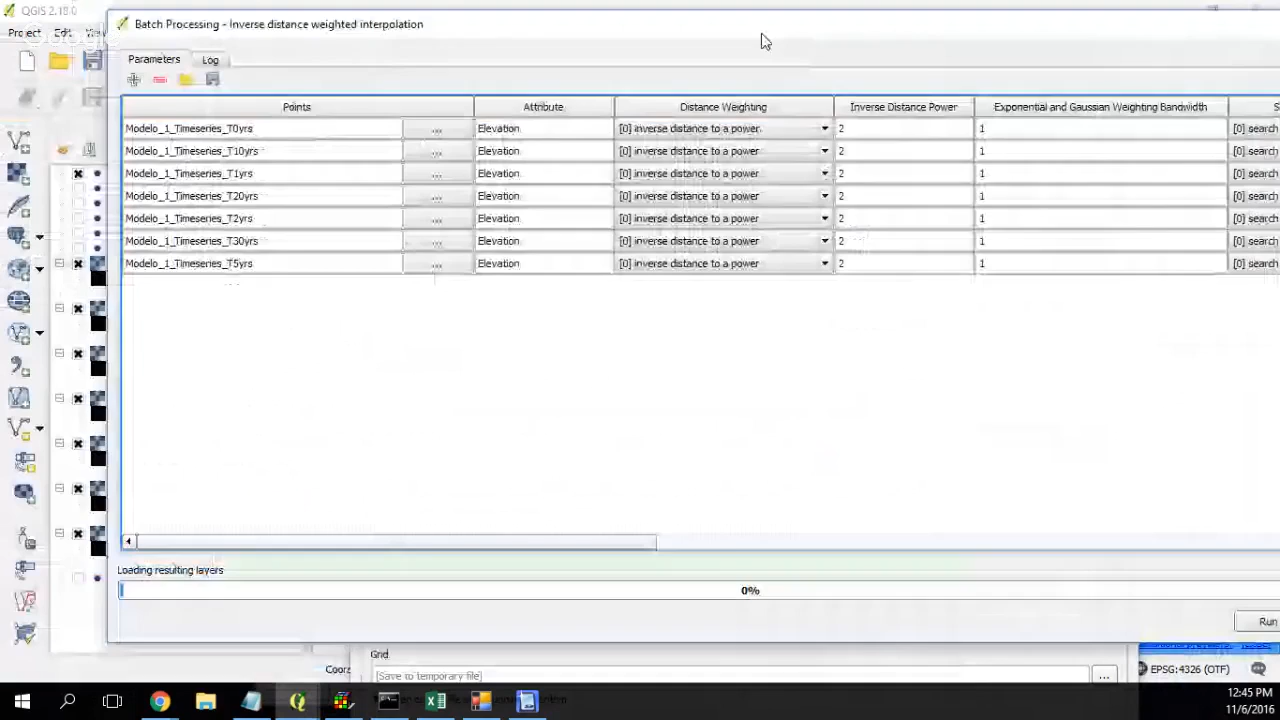 QGIS 2.18.0
Batch Processing - Inverse distance weighted interpolation
Project Edit
Parameters Log
Points Attribute Distance Weighting Inverse Distance Power Exponential and Gaussian Weighting Bandwidth
Modelo_1_Timeseries_T0yrs ... Elevation [0] inverse distance to a power 2 1 [0] search
Modelo_1_Timeseries_T10yrs ... Elevation [0] inverse distance to a power 2 1 [0] search
Modelo_1_Timeseries_T1yrs ... Elevation [0] inverse distance to a power 2 1 [0] search
Modelo_1_Timeseries_T20yrs ... Elevation [0] inverse distance to a power 2 1 [0] search
Modelo_1_Timeseries_T2yrs ... Elevation [0] inverse distance to a power 2 1 [0] search
Modelo_1_Timeseries_T30yrs ... Elevation [0] inverse distance to a power 2 1 [0] search
Modelo_1_Timeseries_T5yrs ... Elevation [0] inverse distance to a power 2 1 [0] search
Loading resulting layers
0%
Run
Grid
Coor
[Save to temporary file] ...
EPSG:4326 (OTF)
12:45 PM
11/6/2016